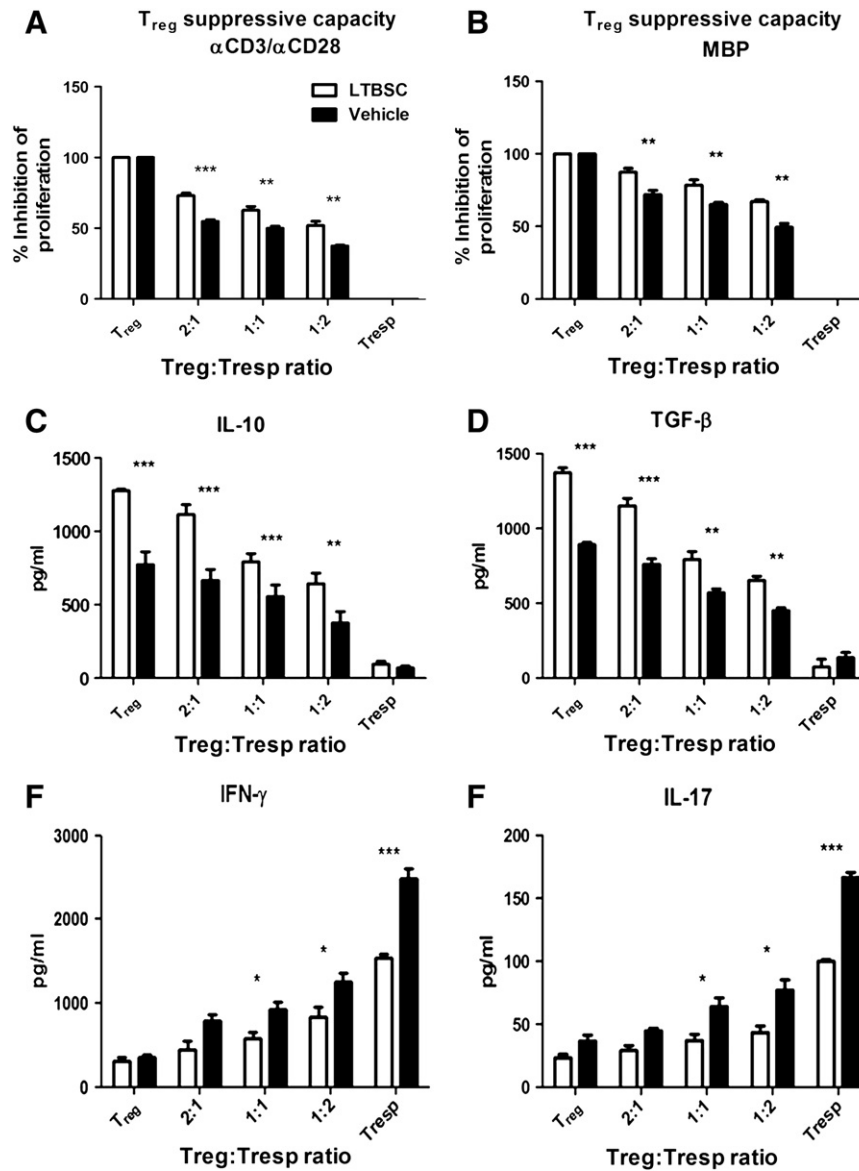 A
Treg suppressive capacity
αCD3/αCD28
LTBSC
Vehicle
% Inhibition of
proliferation
150
100
50
0
***
**
**
Treg
2:1
1:1
1:2
Tresp
Treg:Tresp ratio
B
Treg suppressive capacity
MBP
% Inhibition of
proliferation
150
100
50
0
**
**
**
Treg
2:1
1:1
1:2
Tresp
Treg:Tresp ratio
C
IL-10
pg/ml
1500
1000
500
0
***
***
***
**
Treg
2:1
1:1
1:2
Tresp
Treg:Tresp ratio
D
TGF-β
pg/ml
1500
1000
500
0
***
***
**
**
Treg
2:1
1:1
1:2
Tresp
Treg:Tresp ratio
F
IFN-γ
pg/ml
3000
2000
1000
0
*
*
***
Treg
2:1
1:1
1:2
Tresp
Treg:Tresp ratio
F
IL-17
pg/ml
200
150
100
50
0
*
*
***
Treg
2:1
1:1
1:2
Tresp
Treg:Tresp ratio